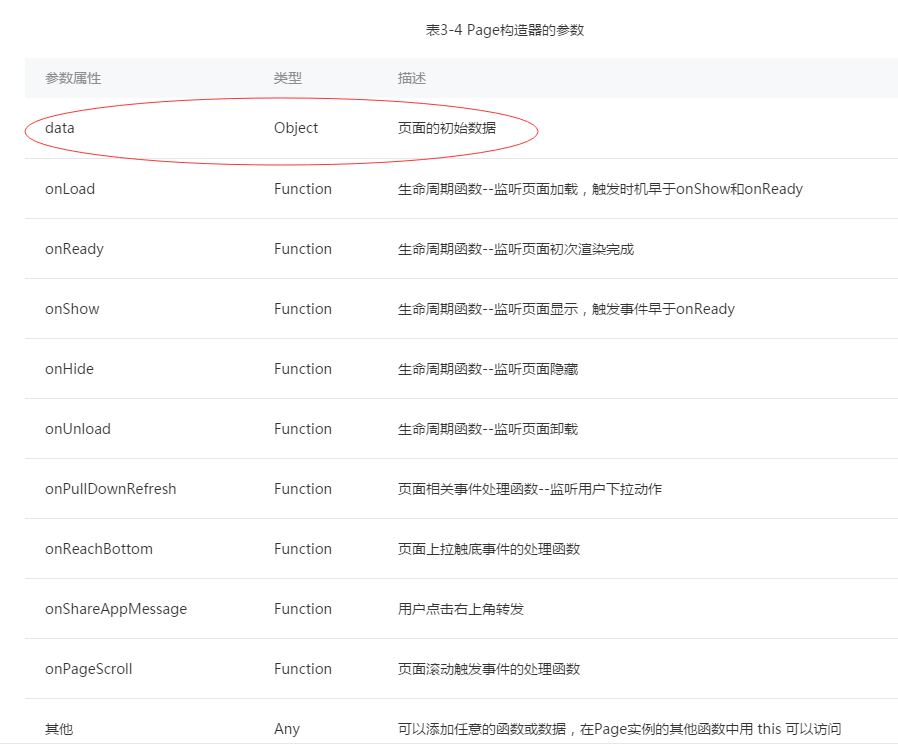 表3-4 Page构造器的参数
参数属性 类型 描述
data Object 页面的初始数据
onLoad Function 生命周期函数--监听页面加载，触发时机早于onShow和onReady
onReady Function 生命周期函数--监听页面初次渲染完成
onShow Function 生命周期函数--监听页面显示，触发事件早于onReady
onHide Function 生命周期函数--监听页面隐藏
onUnload Function 生命周期函数--监听页面卸载
onPullDownRefresh Function 页面相关事件处理函数--监听用户下拉动作
onReachBottom Function 页面上拉触底事件的处理函数
onShareAppMessage Function 用户点击右上角转发
onPageScroll Function 页面滚动触发事件的处理函数
其他 Any 可以添加任意的函数或数据，在Page实例的其他函数中用 this 可以访问